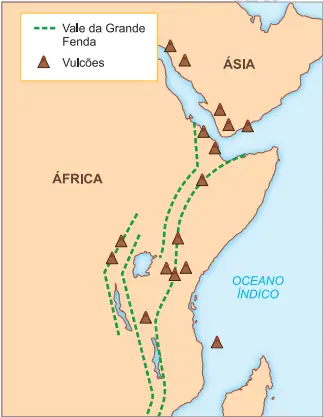 Vale da Grande
Fenda
Vulcões
ÁSIA
ÁFRICA
OCEANO
ÍNDICO